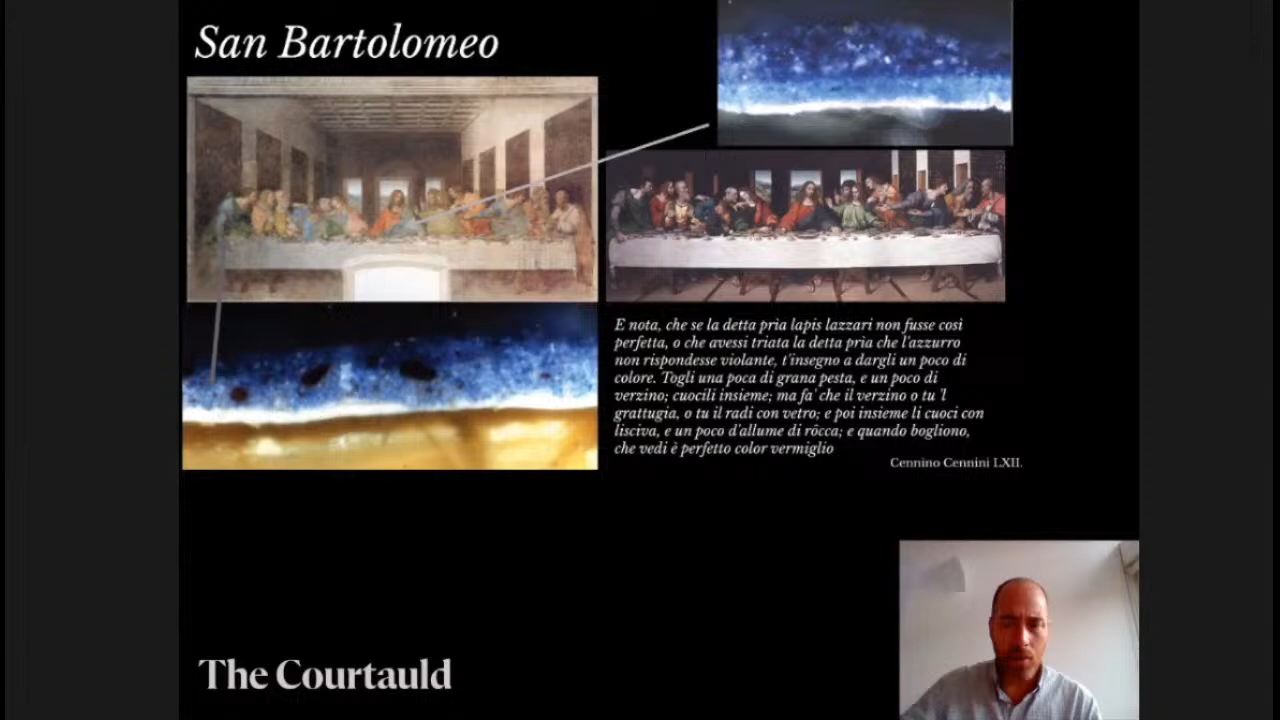 San Bartolomeo
E nota, che se la detta prìa lapis lazzari non fusse così
perfetta, o che avessi triata la detta prìa che l'azzurro
non rispondesse violante, t'insegno a dargli un poco di
colore. Togli una poca di grana pesta, e un poco di
verzino; cuocili insieme; ma fa' che il verzino o tu 'l
grattugia, o tu il radi con vetro; e poi insieme li cuoci con
lisciva, e un poco d'allume di rôcca; e quando bogliono,
che vedi è perfetto color vermiglio
Cennino Cennini LXII.
The Courtauld